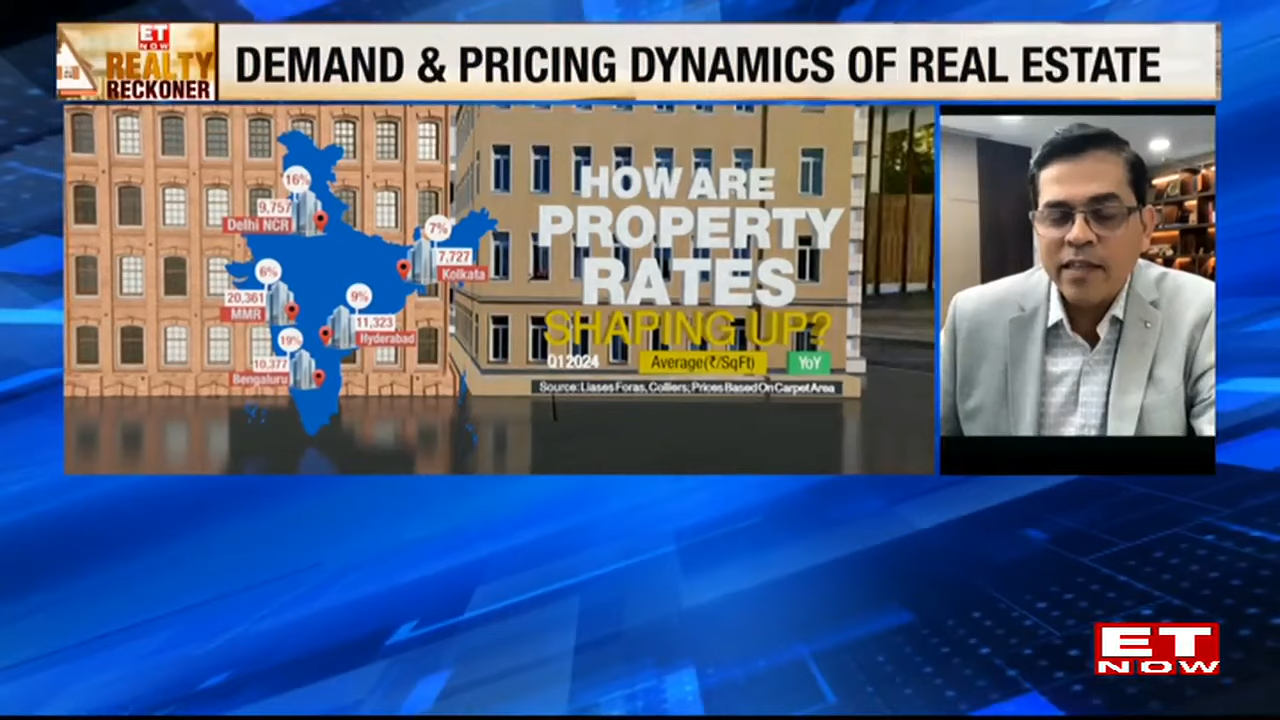 ET
NOW
REALTY
RECKONER
DEMAND & PRICING DYNAMICS OF REAL ESTATE
16%
9,757
Delhi NCR
7%
7,727
Kolkata
6%
20,361
MMR
9%
11,323
Hyderabad
19%
10,377
Bengaluru
HOW ARE
PROPERTY
RATES
SHAPING UP?
Q1 2024
Average(₹/SqFt)
YoY
Source: Liases Foras, Colliers; Prices Based On Carpet Area
ET
NOW